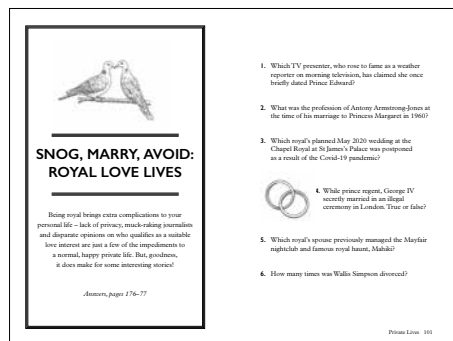 SNOG, MARRY, AVOID:
ROYAL LOVE LIVES
Being royal brings extra complications to your
personal life – lack of privacy, muck-raking journalists
and disparate opinions on who qualifies as a suitable
love interest are just a few of the impediments to
a normal, happy private life. But, goodness,
it does make for some interesting stories!
Answers, pages 176–77
1. Which TV presenter, who rose to fame as a weather
reporter on morning television, has claimed she once
briefly dated Prince Edward?
2. What was the profession of Antony Armstrong-Jones at
the time of his marriage to Princess Margaret in 1960?
3. Which royal's planned May 2020 wedding at the
Chapel Royal at St James's Palace was postponed
as a result of the Covid-19 pandemic?
4. While prince regent, George IV
secretly married in an illegal
ceremony in London. True or false?
5. Which royal's spouse previously managed the Mayfair
nightclub and famous royal haunt, Mahiki?
6. How many times was Wallis Simpson divorced?
Private Lives 101